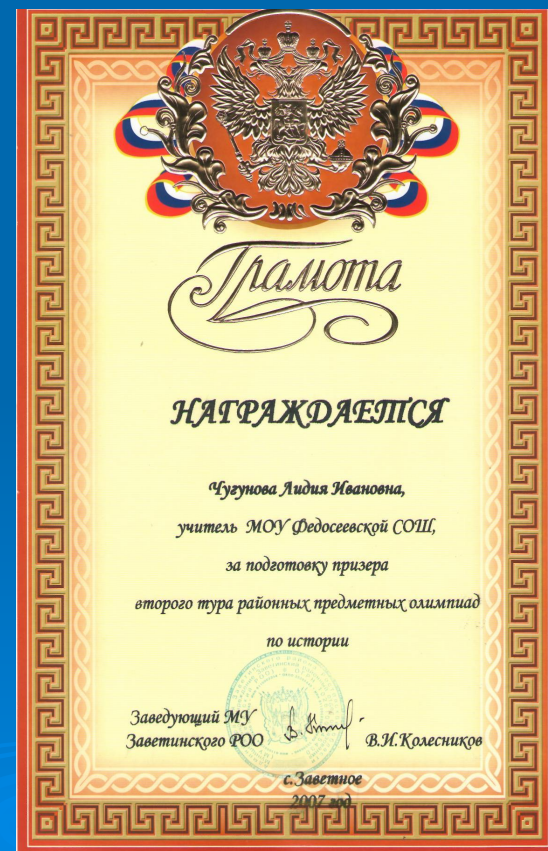 Грамота
НАГРАЖДАЕТСЯ
Чугунова Лидия Ивановна,
учитель МОУ Федосеевской СОШ,
за подготовку призера
второго тура районных предметных олимпиад
по истории
Заведующий МУ
Заветинского РОО В.И.Колесников
с.Заветное
2007 год